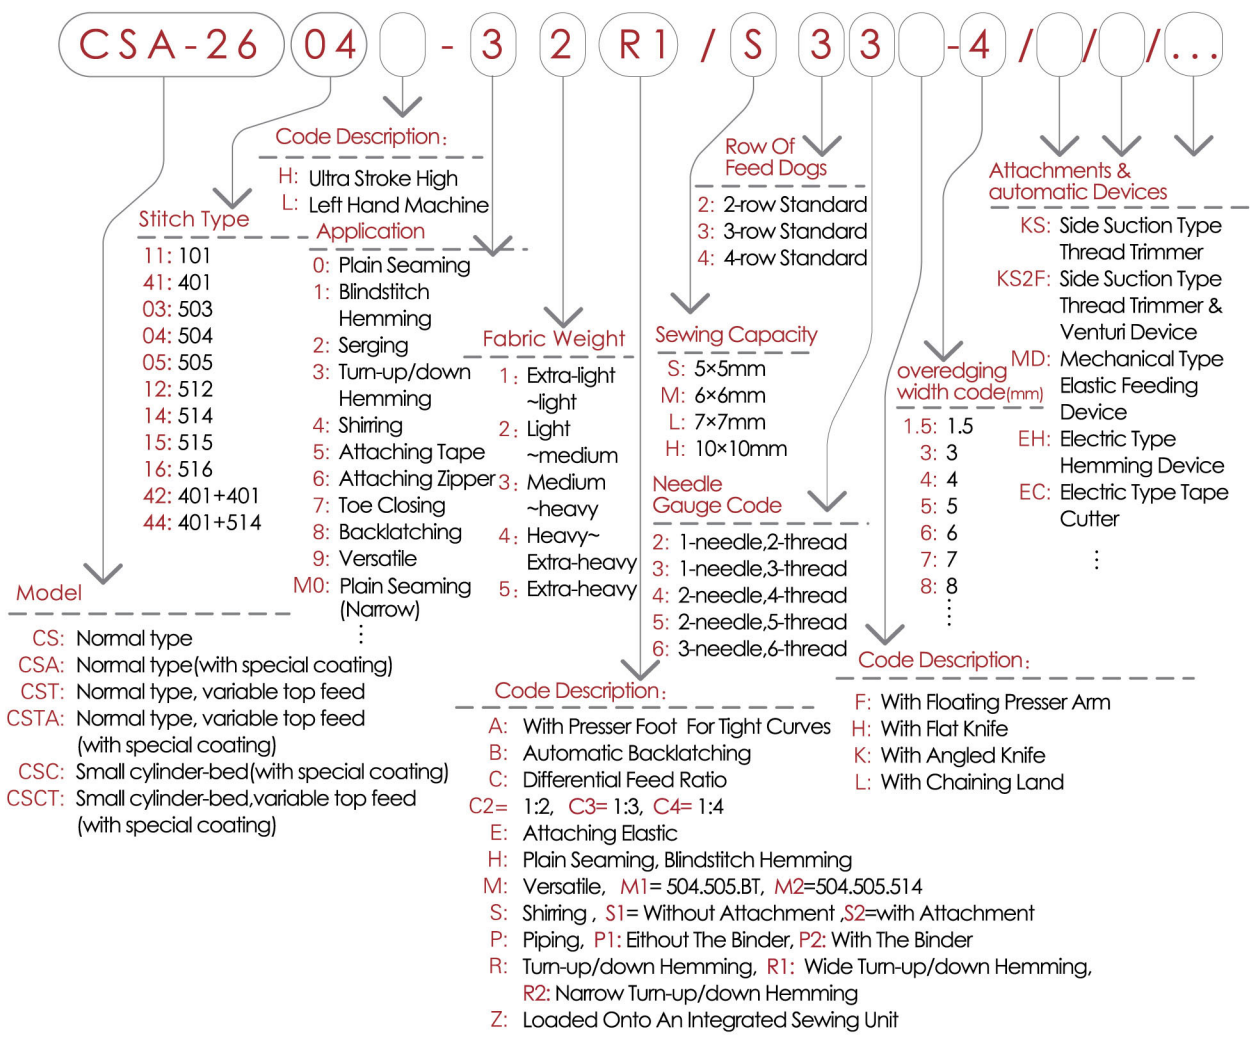 CSA-26 04 - 3 2 R1 / S 3 3 -4 / / / ...
Code Description:
H: Ultra Stroke High
L: Left Hand Machine
Stitch Type
11: 101
41: 401
03: 503
04: 504
05: 505
12: 512
14: 514
15: 515
16: 516
42: 401+401
44: 401+514
Application
0: Plain Seaming
1: Blindstitch
Hemming
2: Serging
3: Turn-up/down
Hemming
4: Shirring
5: Attaching Tape
6: Attaching Zipper
7: Toe Closing
8: Backlatching
9: Versatile
M0: Plain Seaming
(Narrow)
⋮
Fabric Weight
1: Extra-light
~light
2: Light
~medium
3: Medium
~heavy
4: Heavy~
Extra-heavy
5: Extra-heavy
Row Of
Feed Dogs
2: 2-row Standard
3: 3-row Standard
4: 4-row Standard
Sewing Capacity
S: 5×5mm
M: 6×6mm
L: 7×7mm
H: 10×10mm
Needle
Gauge Code
2: 1-needle,2-thread
3: 1-needle,3-thread
4: 2-needle,4-thread
5: 2-needle,5-thread
6: 3-needle,6-thread
overedging
width code(mm)
1.5: 1.5
3: 3
4: 4
5: 5
6: 6
7: 7
8: 8
⋮
Attachments &
automatic Devices
KS: Side Suction Type
Thread Trimmer
KS2F: Side Suction Type
Thread Trimmer &
Venturi Device
MD: Mechanical Type
Elastic Feeding
Device
EH: Electric Type
Hemming Device
EC: Electric Type Tape
Cutter
⋮
Model
CS: Normal type
CSA: Normal type(with special coating)
CST: Normal type, variable top feed
CSTA: Normal type, variable top feed
(with special coating)
CSC: Small cylinder-bed(with special coating)
CSCT: Small cylinder-bed,variable top feed
(with special coating)
Code Description:
A: With Presser Foot For Tight Curves
B: Automatic Backlatching
C: Differential Feed Ratio
C2= 1:2, C3= 1:3, C4= 1:4
E: Attaching Elastic
H: Plain Seaming, Blindstitch Hemming
M: Versatile, M1= 504.505.BT, M2=504.505.514
S: Shirring , S1= Without Attachment ,S2=with Attachment
P: Piping, P1: Eithout The Binder, P2: With The Binder
R: Turn-up/down Hemming, R1: Wide Turn-up/down Hemming,
R2: Narrow Turn-up/down Hemming
Z: Loaded Onto An Integrated Sewing Unit
Code Description:
F: With Floating Presser Arm
H: With Flat Knife
K: With Angled Knife
L: With Chaining Land